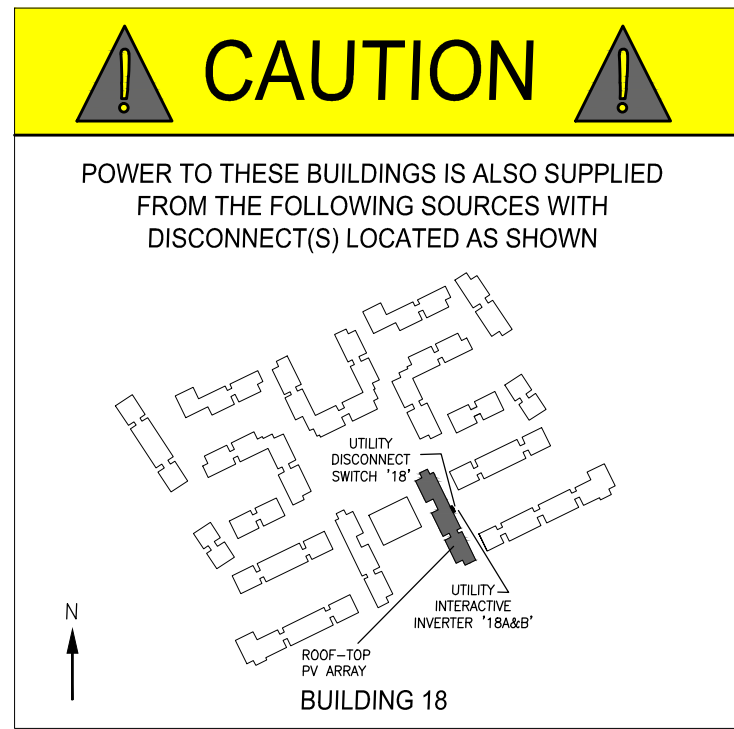 CAUTION
POWER TO THESE BUILDINGS IS ALSO SUPPLIED
FROM THE FOLLOWING SOURCES WITH
DISCONNECT(S) LOCATED AS SHOWN
UTILITY
DISCONNECT
SWITCH '18'
UTILITY
INTERACTIVE
INVERTER '18A&B'
N
ROOF-TOP
PV ARRAY
BUILDING 18